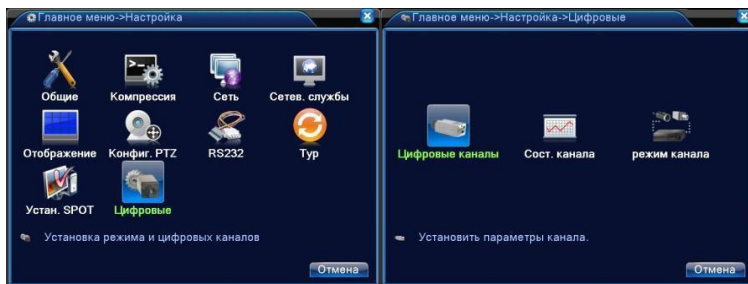 Главное меню->Настройка
Общие
Компрессия
Сеть
Сетев. службы
Отображение
Конфиг. PTZ
RS232
Тур
Устан. SPOT
Цифровые
Установка режима и цифровых каналов
Отмена
Главное меню->Настройка->Цифровые
Цифровые каналы
Сост. канала
режим канала
Установить параметры канала.
Отмена